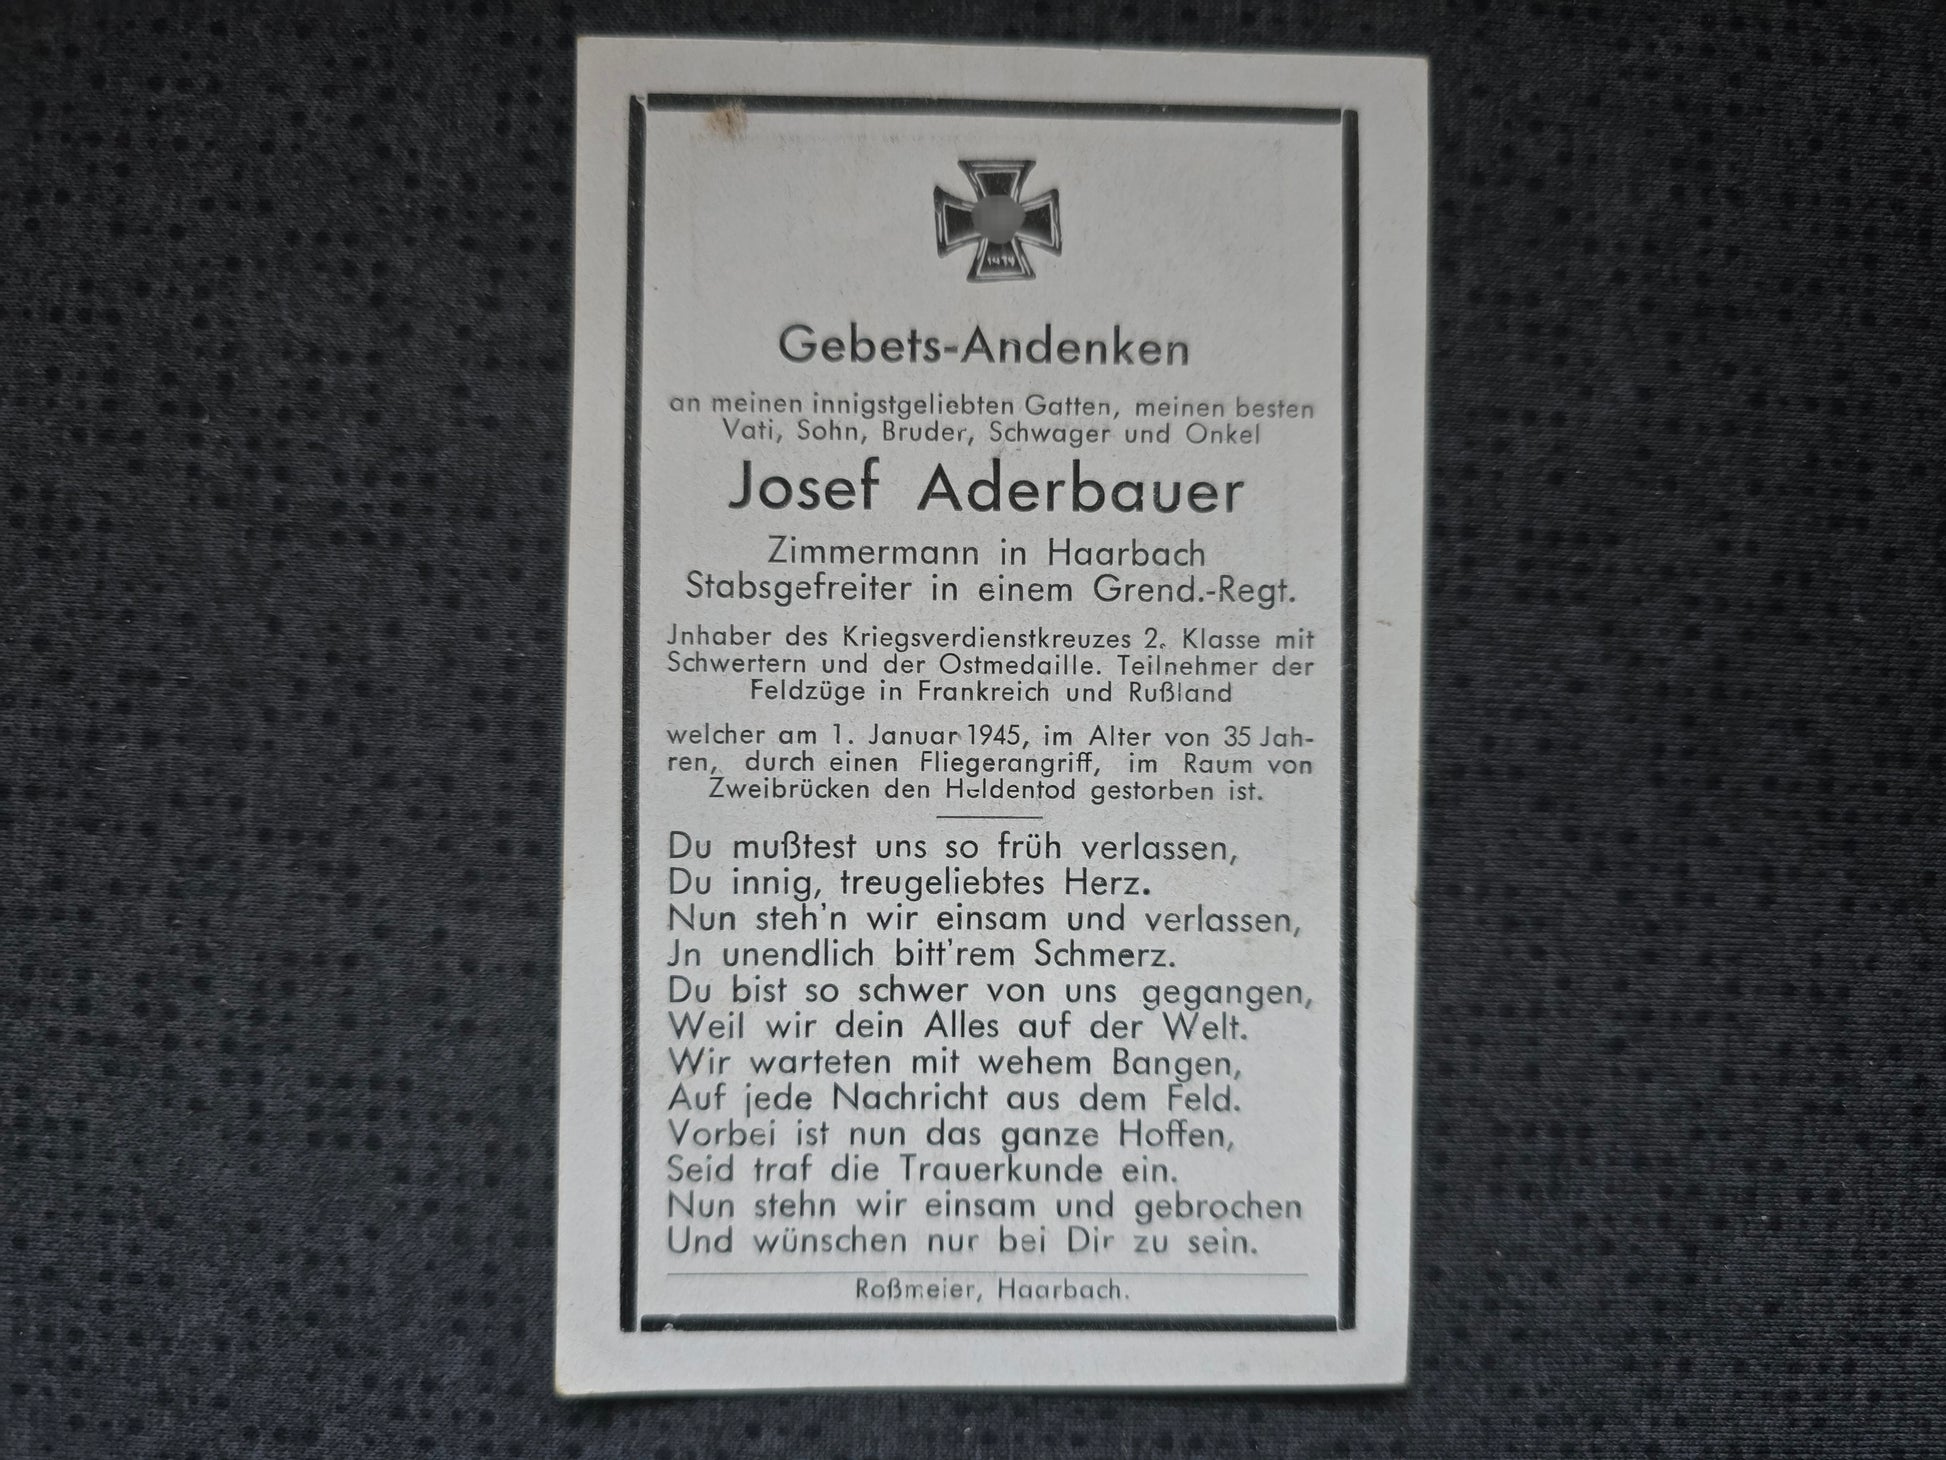 Gebets-Andenken
an meinen innigstgeliebten Gatten, meinen besten
Vati, Sohn, Bruder, Schwager und Onkel
Josef Aderbauer
Zimmermann in Haarbach
Stabsgefreiter in einem Grend.-Regt.
Jnhaber des Kriegsverdienstkreuzes 2. Klasse mit
Schwertern und der Ostmedaille. Teilnehmer der
Feldzüge in Frankreich und Rußland
welcher am 1. Januar 1945, im Alter von 35 Jah-
ren, durch einen Fliegerangriff, im Raum von
Zweibrücken den Heldentod gestorben ist.
Du mußtest uns so früh verlassen,
Du innig, treugeliebtes Herz.
Nun steh'n wir einsam und verlassen,
Jn unendlich bitt'rem Schmerz.
Du bist so schwer von uns gegangen,
Weil wir dein Alles auf der Welt.
Wir warteten mit wehem Bangen,
Auf jede Nachricht aus dem Feld.
Vorbei ist nun das ganze Hoffen,
Seid traf die Trauerkunde ein.
Nun stehn wir einsam und gebrochen
Und wünschen nur bei Dir zu sein.
Roßmeier, Haarbach.